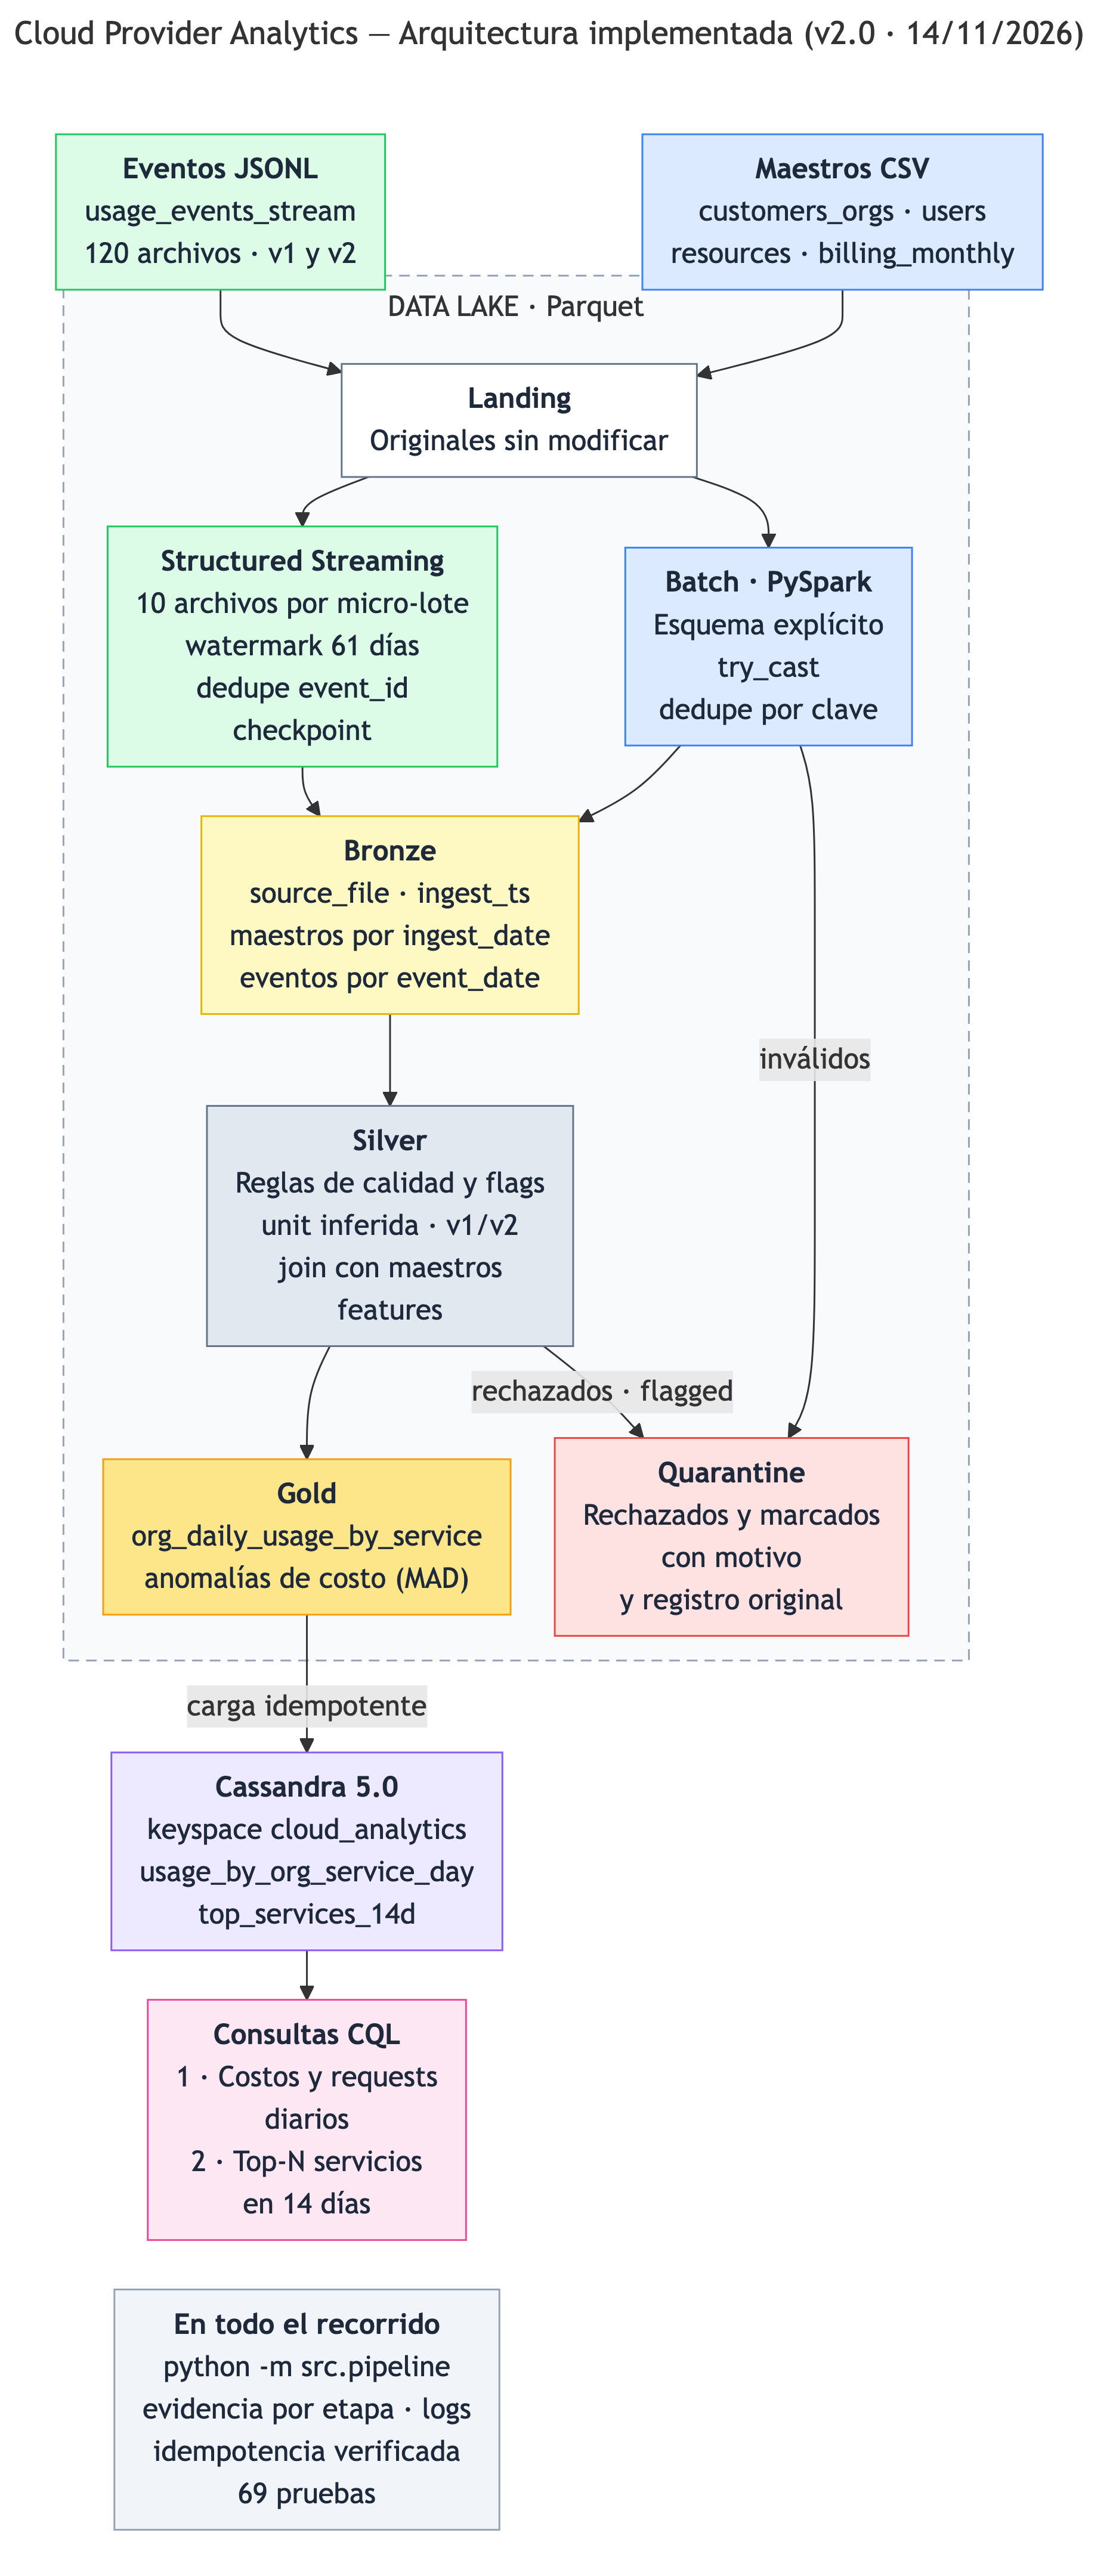 Cloud Provider Analytics — Arquitectura implementada (v2.0 · 14/11/2026)
Eventos JSONL
usage_events_stream
120 archivos · v1 y v2
Maestros CSV
customers_orgs · users
resources · billing_monthly
DATA LAKE · Parquet
Landing
Originales sin modificar
Structured Streaming
10 archivos por micro-lote
watermark 61 días
dedupe event_id
checkpoint
Batch · PySpark
Esquema explícito
try_cast
dedupe por clave
Bronze
source_file · ingest_ts
maestros por ingest_date
eventos por event_date
inválidos
Silver
Reglas de calidad y flags
unit inferida · v1/v2
join con maestros
features
rechazados · flagged
Gold
org_daily_usage_by_service
anomalías de costo (MAD)
Quarantine
Rechazados y marcados
con motivo
y registro original
carga idempotente
Cassandra 5.0
keyspace cloud_analytics
usage_by_org_service_day
top_services_14d
Consultas CQL
1 · Costos y requests
diarios
2 · Top-N servicios
en 14 días
En todo el recorrido
python -m src.pipeline
evidencia por etapa · logs
idempotencia verificada
69 pruebas